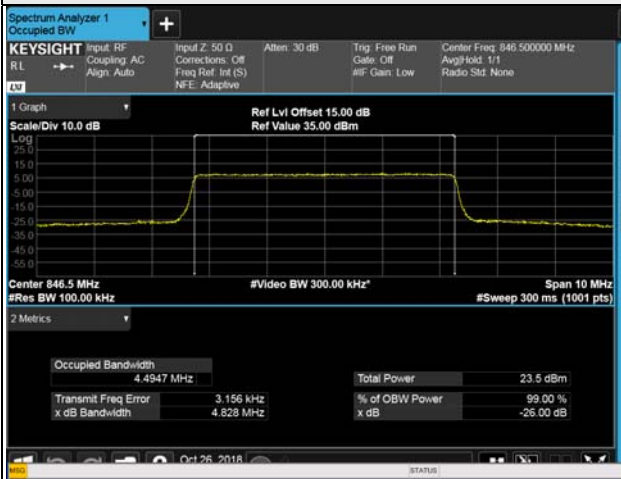 Spectrum Analyzer 1
Occupied BW
+
KEYSIGHT Input: RF Input Z: 50 Ω Atten: 30 dB Trig: Free Run Center Freq: 846.500000 MHz
RL Coupling: AC Corrections: Off Gate: Off Avg|Hold: 1/1
Align: Auto Freq Ref: Int (S) #IF Gain: Low Radio Std: None
LXI NFE: Adaptive
1 Graph Ref Lvl Offset 15.00 dB
Scale/Div 10.0 dB Ref Value 35.00 dBm
Log
25.0
15.0
5.00
-5.00
-15.0
-25.0
-35.0
-45.0
-55.0
Center 846.5 MHz #Video BW 300.00 kHz* Span 10 MHz
#Res BW 100.00 kHz #Sweep 300 ms (1001 pts)
2 Metrics
Occupied Bandwidth
4.4947 MHz Total Power 23.5 dBm
Transmit Freq Error 3.156 kHz % of OBW Power 99.00 %
x dB Bandwidth 4.828 MHz x dB -26.00 dB
Oct 26, 2018
MSG STATUS